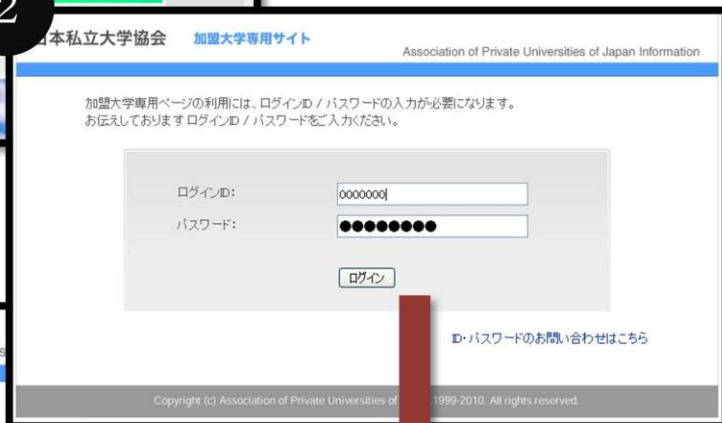 2
日本私立大学協会 加盟大学専用サイト
Association of Private Universities of Japan Information
加盟大学専用ページの利用には、ログインID / パスワードの入力が必要になります。
お伝えしております ログインID / パスワードをご入力ください。
ログインID: 0000000
パスワード: ●●●●●●●●
ログイン
ID・パスワードのお問い合わせはこちら
Copyright (c) Association of Private Universities of 1999-2010. All rights reserved.